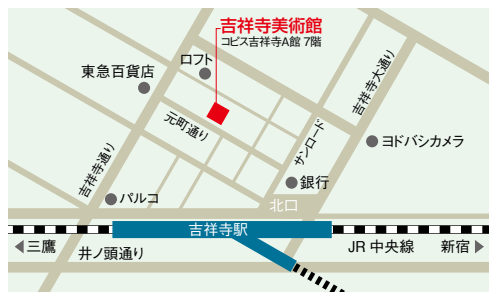 吉祥寺美術館
コピス吉祥寺A館 7階
ロフト
東急百貨店
元町通り
吉祥寺大通り
サンロード
ヨドバシカメラ
吉祥寺通り
パルコ
銀行
北口
吉祥寺駅
三鷹
井ノ頭通り
JR 中央線
新宿